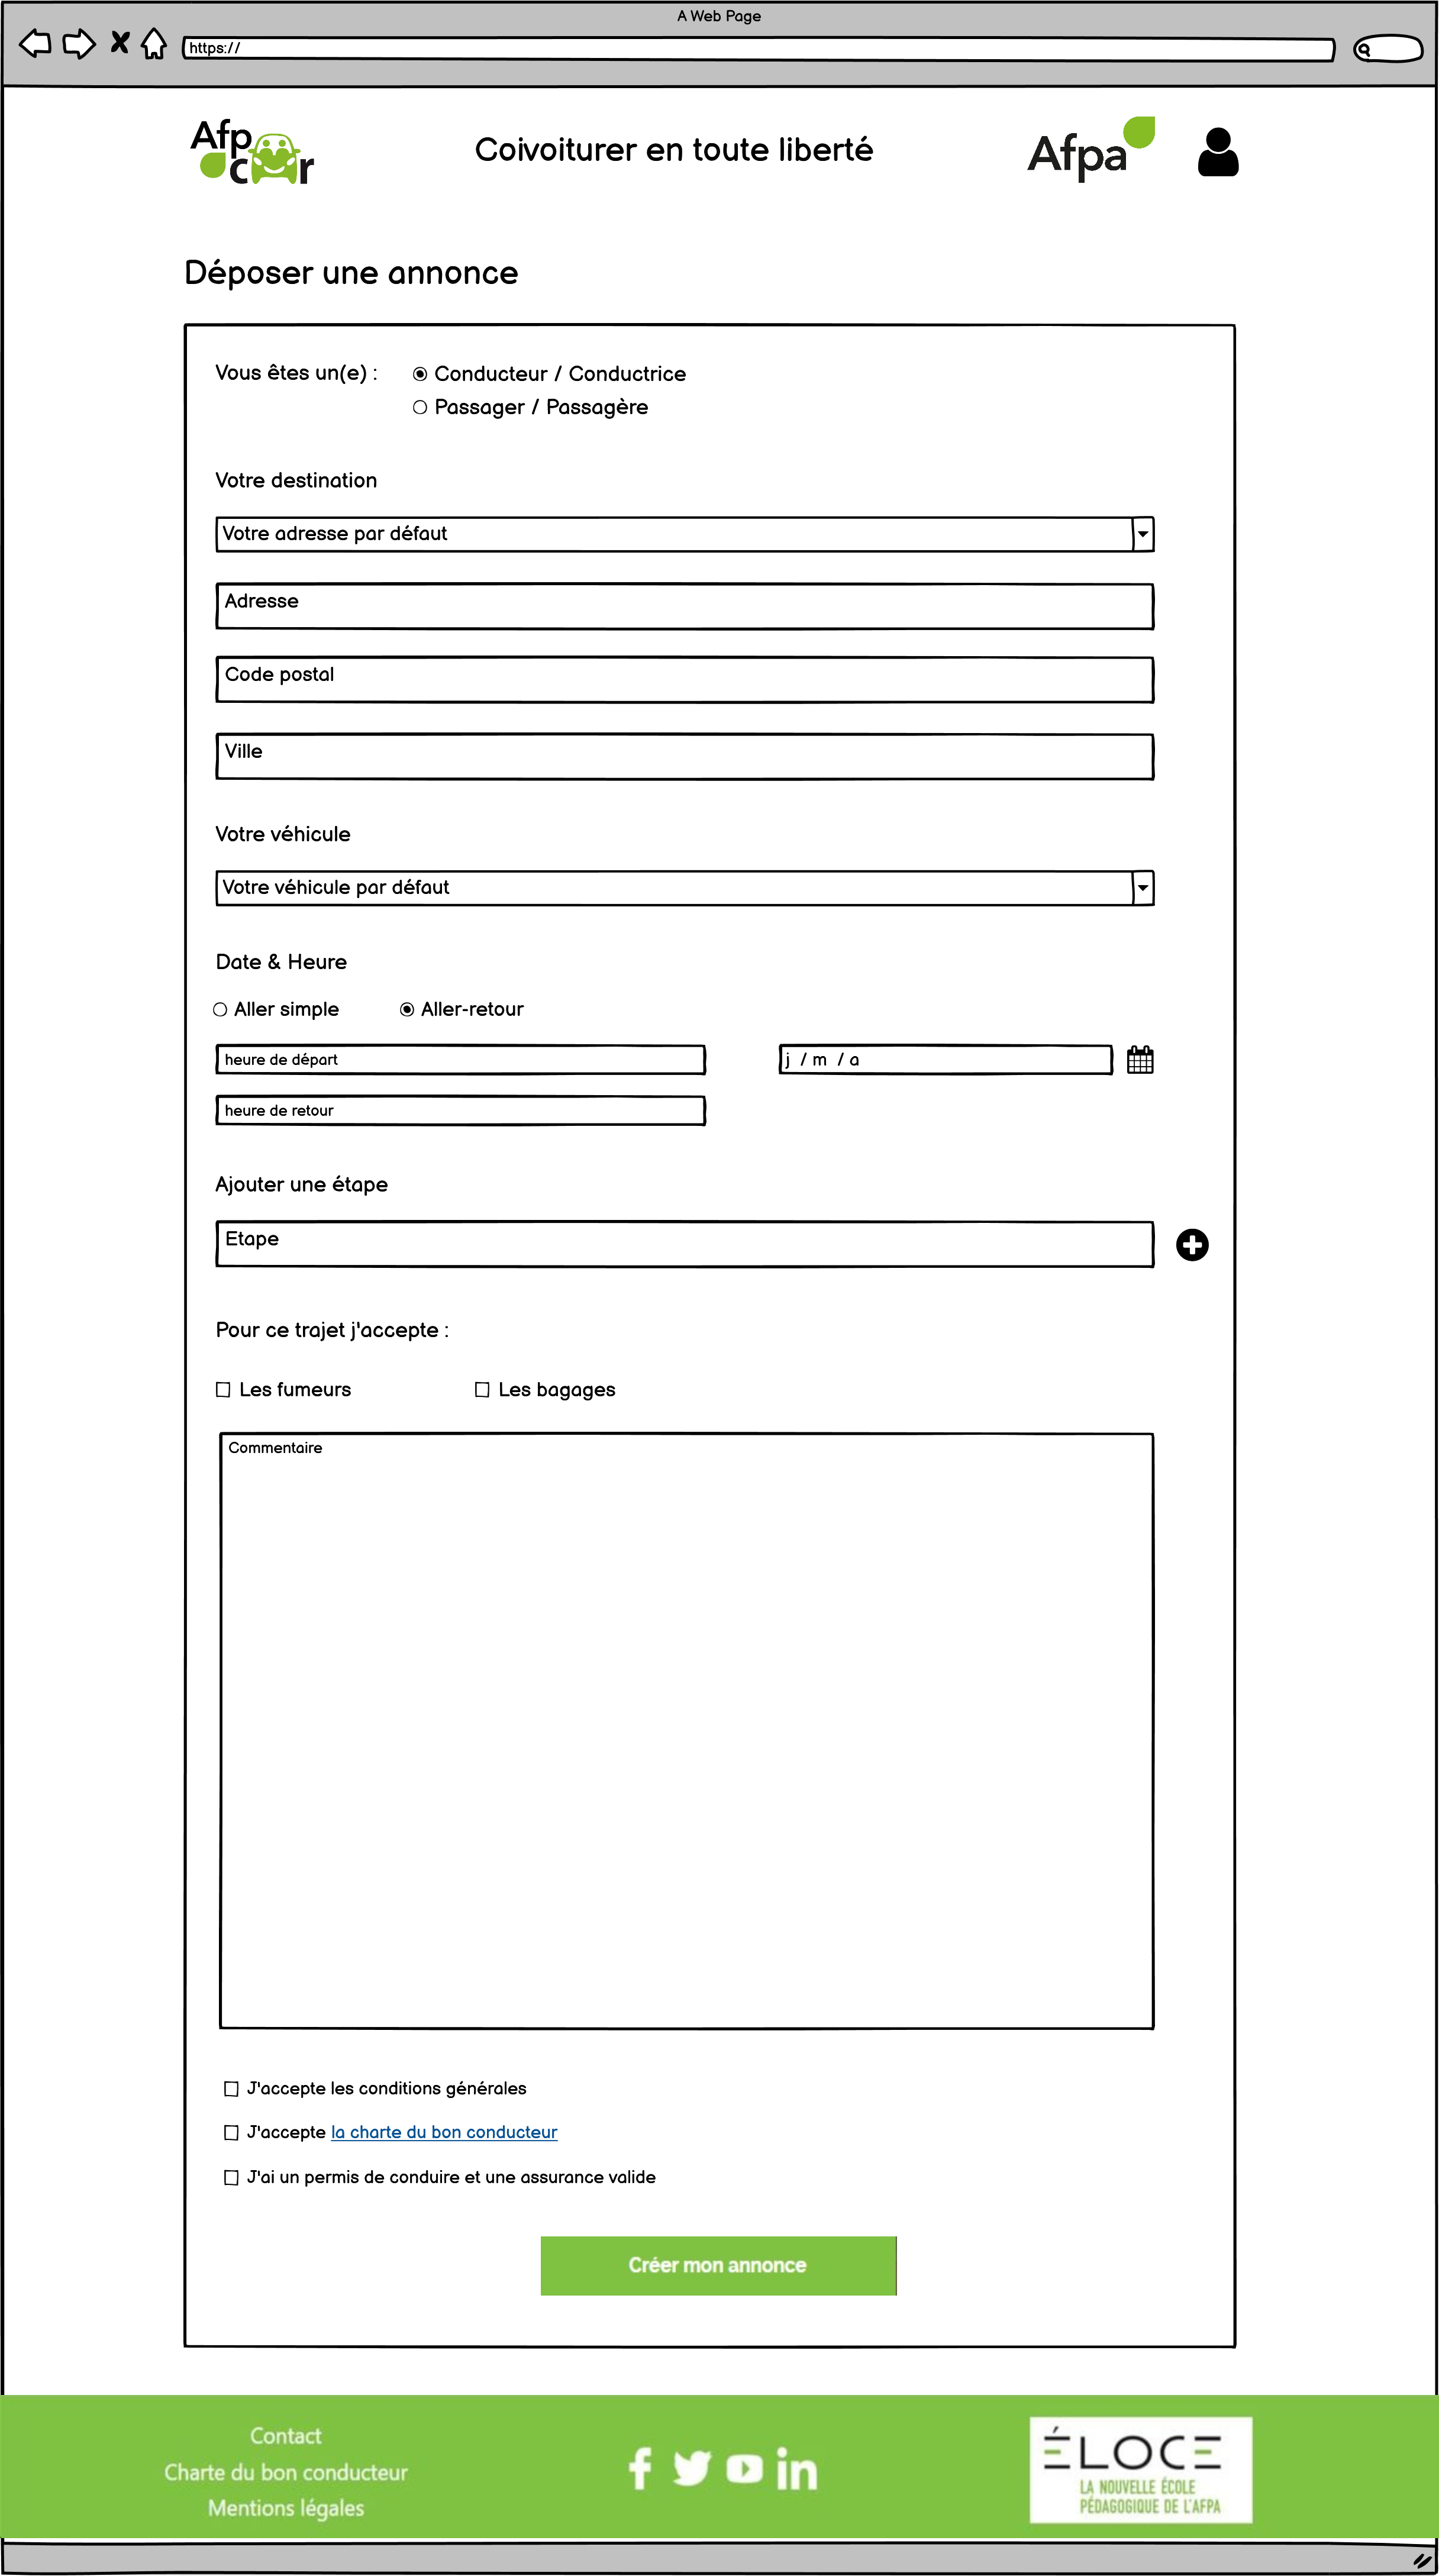 A Web Page
https://
Afp
car
Coivoiturer en toute liberté
Afpa
Déposer une annonce
Vous êtes un(e) :
Conducteur / Conductrice
Passager / Passagère
Votre destination
Votre adresse par défaut
Adresse
Code postal
Ville
Votre véhicule
Votre véhicule par défaut
Date & Heure
Aller simple
Aller-retour
heure de départ
j / m / a
heure de retour
Ajouter une étape
Etape
Pour ce trajet j'accepte :
Les fumeurs
Les bagages
Commentaire
J'accepte les conditions générales
J'accepte la charte du bon conducteur
J'ai un permis de conduire et une assurance valide
Créer mon annonce
Contact
Charte du bon conducteur
Mentions légales
ÉLOCE
LA NOUVELLE ÉCOLE
PÉDAGOGIQUE DE L'AFPA